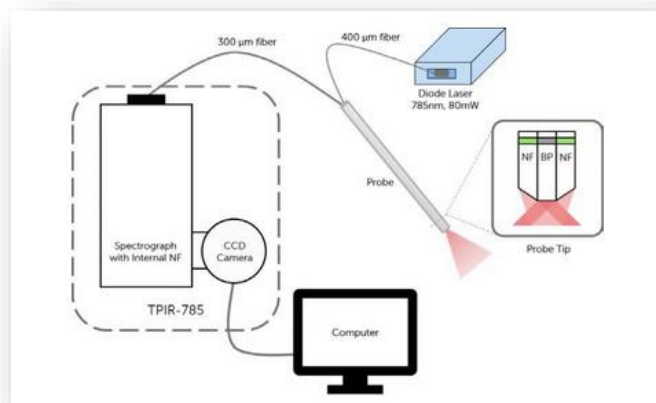 300 µm fiber
400 µm fiber
Diode Laser
785nm, 80mW
NF BP NF
Probe
Probe Tip
Spectrograph
with Internal NF
CCD
Camera
TPIR-785
Computer